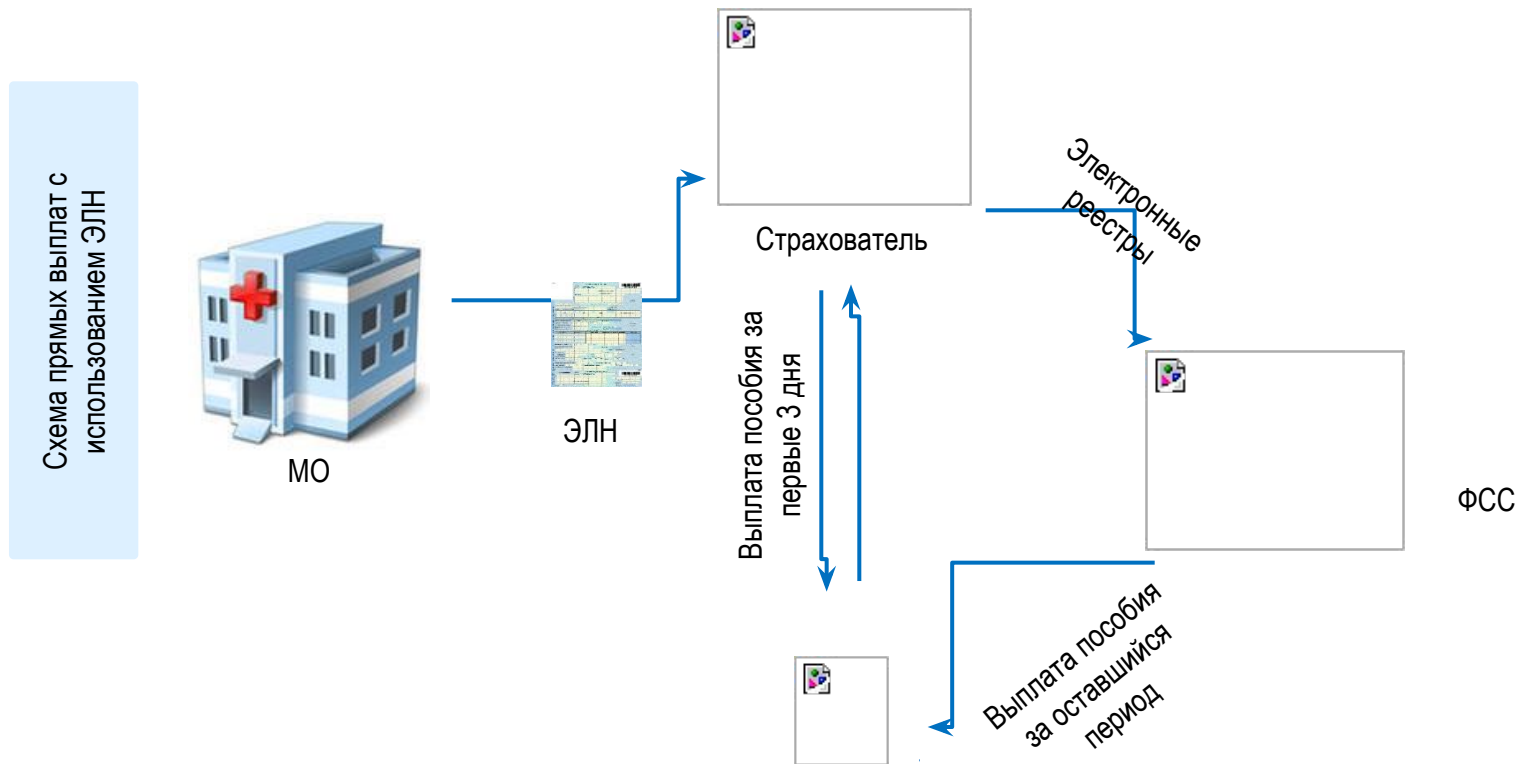 Схема прямых выплат с
использованием ЭЛН
МО
ЭЛН
Страхователь
Электронные
реестры
Выплата пособия за
первые 3 дня
ФСС
Выплата пособия
за оставшийся
период